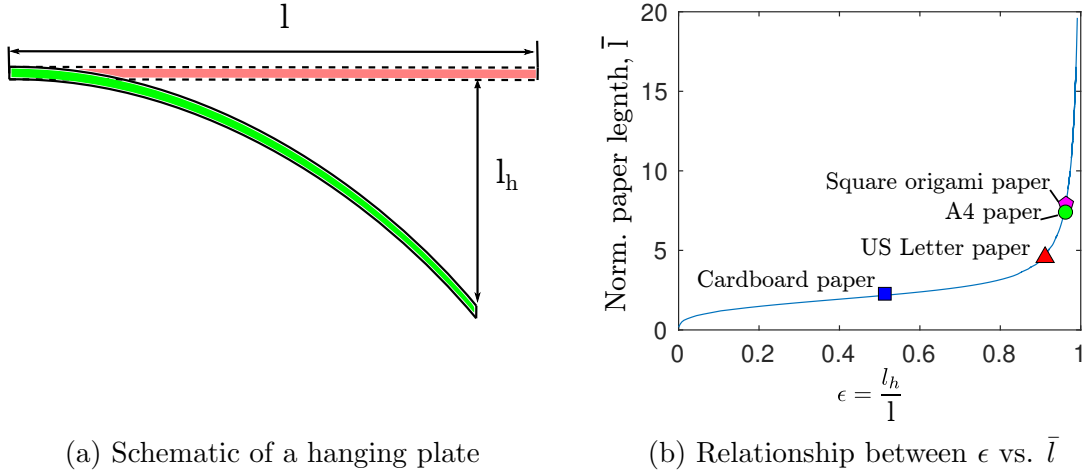 l
l_h
(a) Schematic of a hanging plate
Norm. paper legnth, l̄
20
15
10
5
0
Square origami paper
A4 paper
US Letter paper
Cardboard paper
0 0.2 0.4 0.6 0.8 1
ϵ = l_h/l
(b) Relationship between ϵ vs. l̄